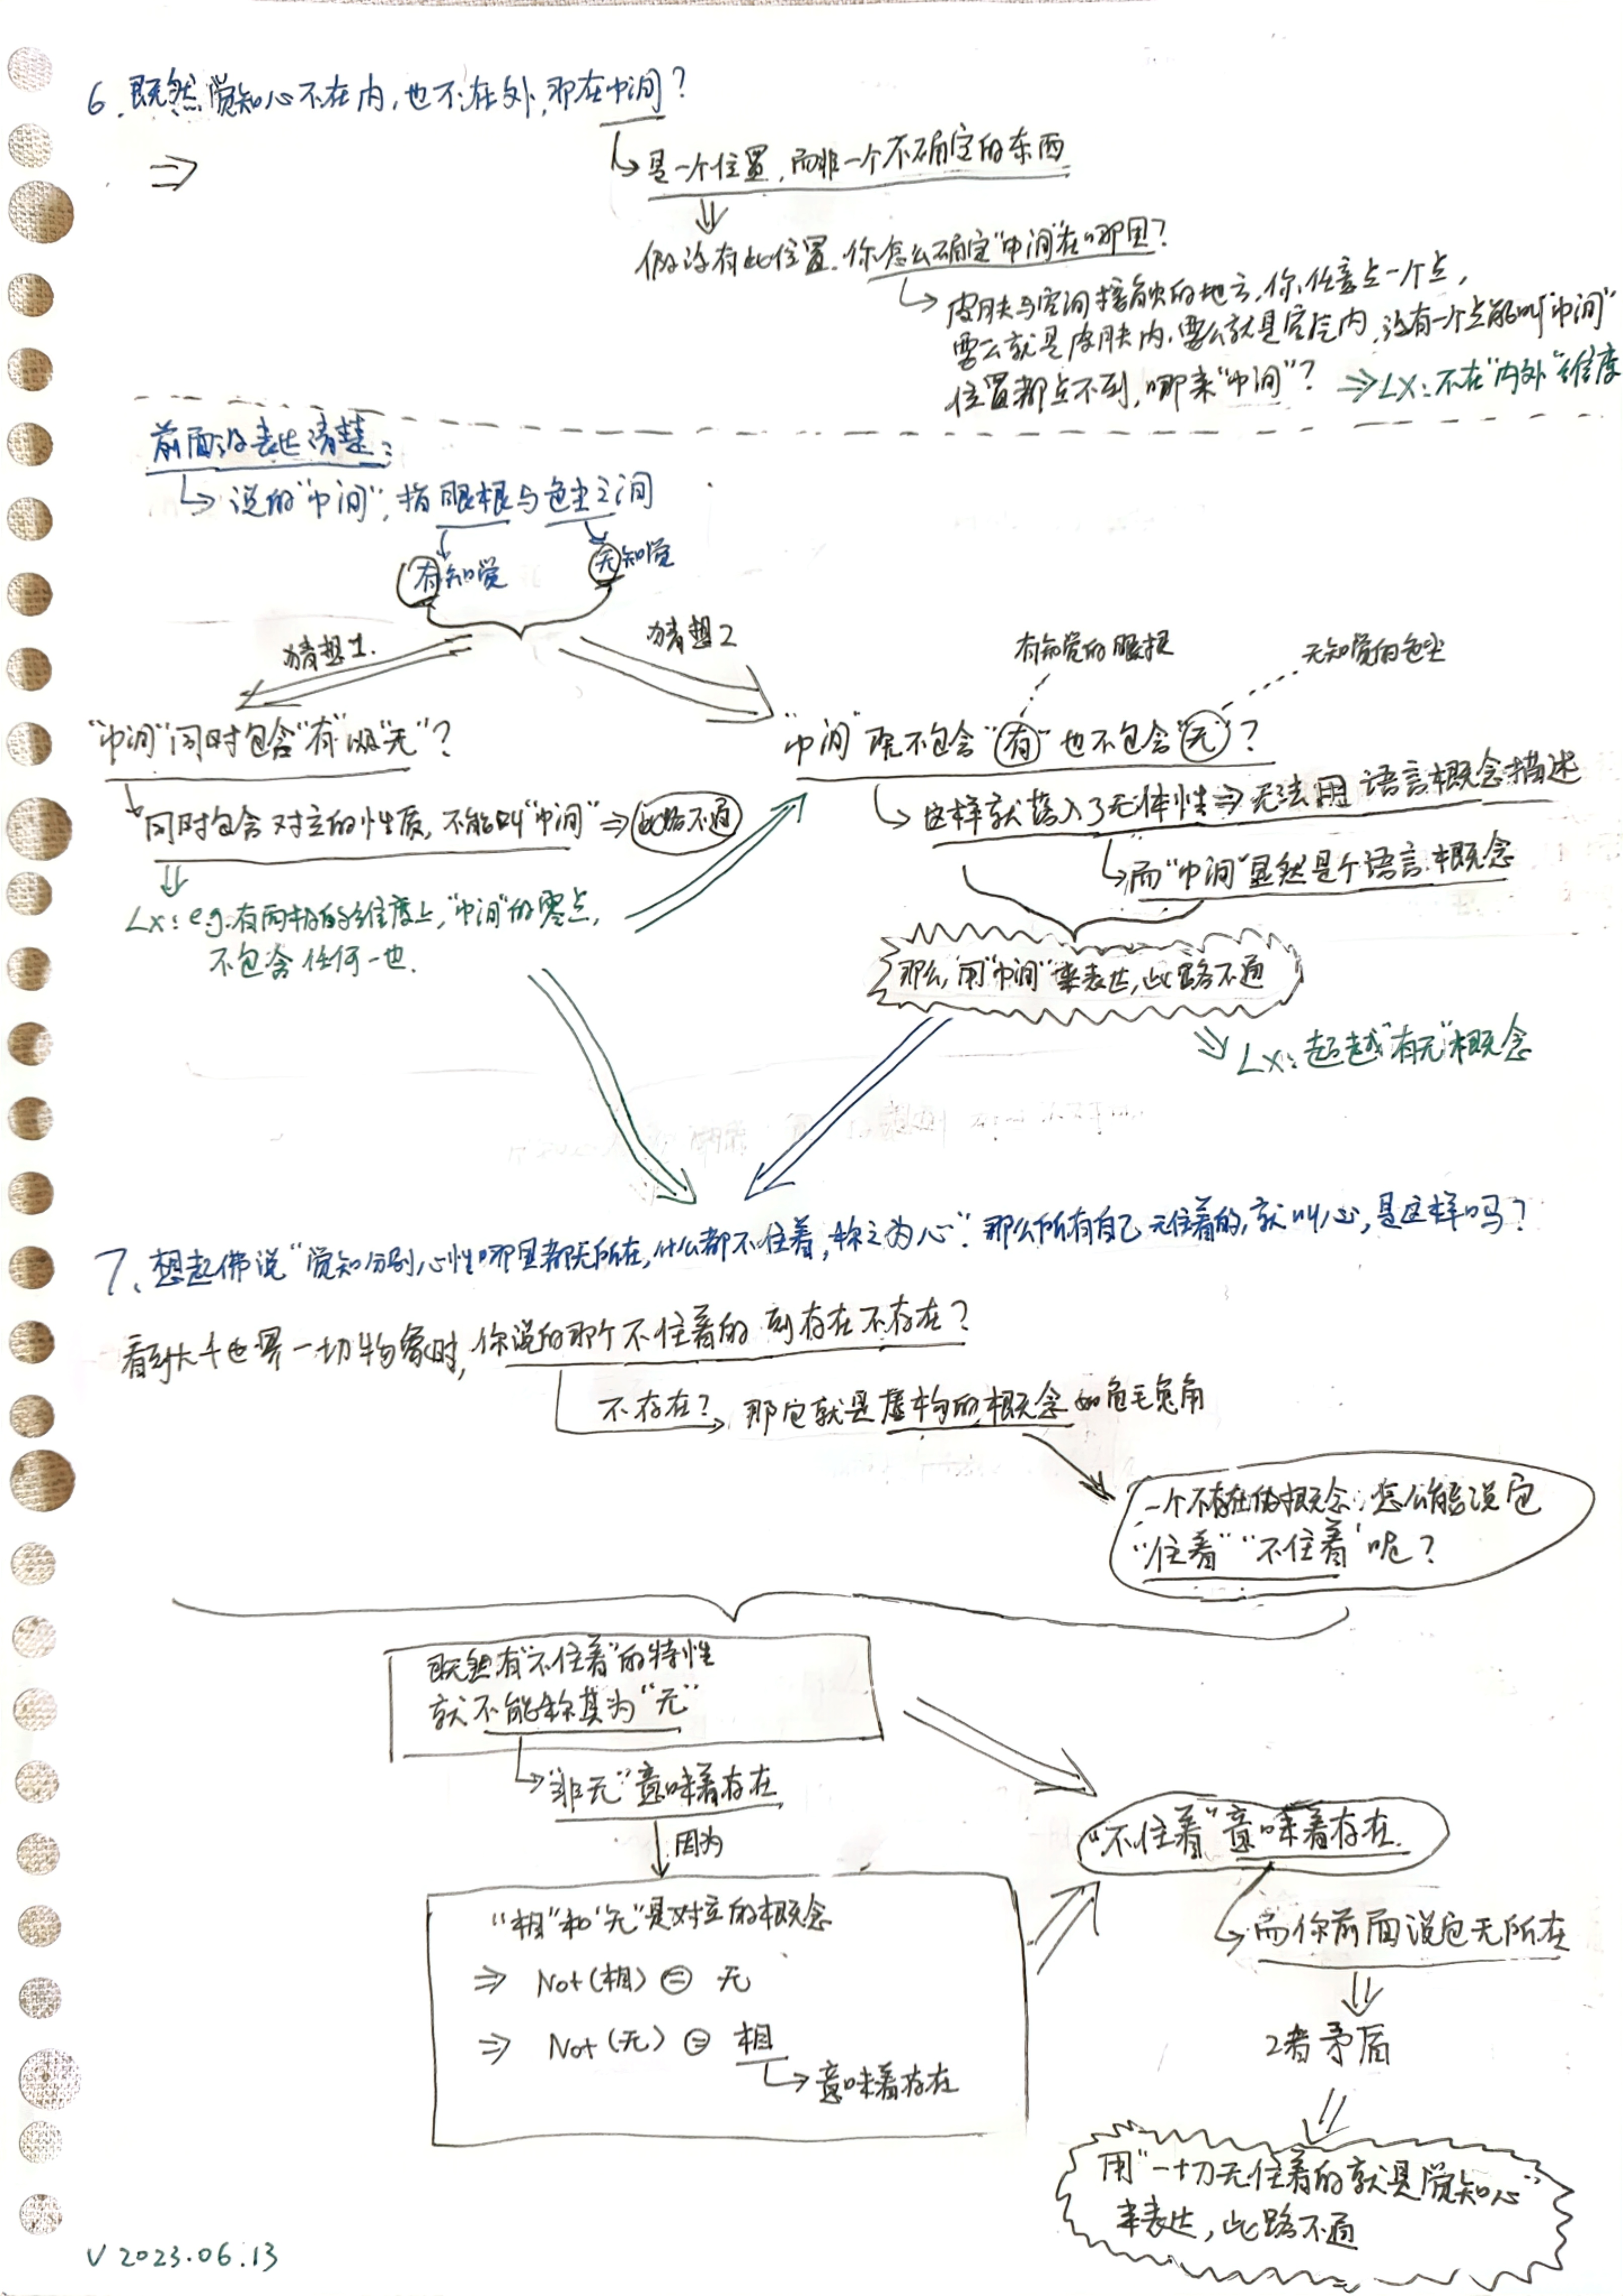 6. 既然觉知心不在内，也不在外，那在中间？
⇒
是一个位置，而非一个不确定的东西
假设有此位置，你怎么确定"中间"在哪里？
皮肤与空间接触的地方，你任意点一个点，
要么就是皮肤内，要么就是空气内，没有一个点能叫"中间"
位置都点不到，哪来"中间"？ ⇒ LX：不在"内外"维度
前面没表达清楚：
说的"中间"，指眼根与色尘之间
有知觉 无知觉
猜想1. 猜想2
有知觉的眼根 无知觉的色尘
"中间"同时包含"有"以"无"？
"中间"既不包含"有"也不包含"无"？
同时包含对立的性质，不能叫"中间" ⇒ 此路不通
这样就落入了无体性 ⇒ 无法用语言概念描述
而"中间"显然是个语言概念
LX：e.g.有两极的维度上，"中间"的零点，
不包含任何一也.
那么，用"中间"来表达，此路不通
LX：超越"有无"概念
7、想起佛说"觉知分别心性哪里都无所在，什么都不住着，称之为心"．那么所有自己无住着的，就叫心，是这样吗？
看到大千世界一切物象时，你说的那个不住着的到存在不存在？
不存在？ 那它就是虚构的概念如龟毛兔角
一个不存在的概念，怎么能说它
"住着""不住着"呢？
既然有"不住着"的特性
就不能称其为"无"
"非无"意味着存在
因为
"不住着"意味着存在.
"相"和"无"是对立的概念
⇒ Not(相) ⊜ 无
⇒ Not(无) ⊜ 相
意味着存在
而你前面说它无所在
2者矛盾
用"一切无住着的就是觉知心"
来表达，此路不通
V 2023.06.13